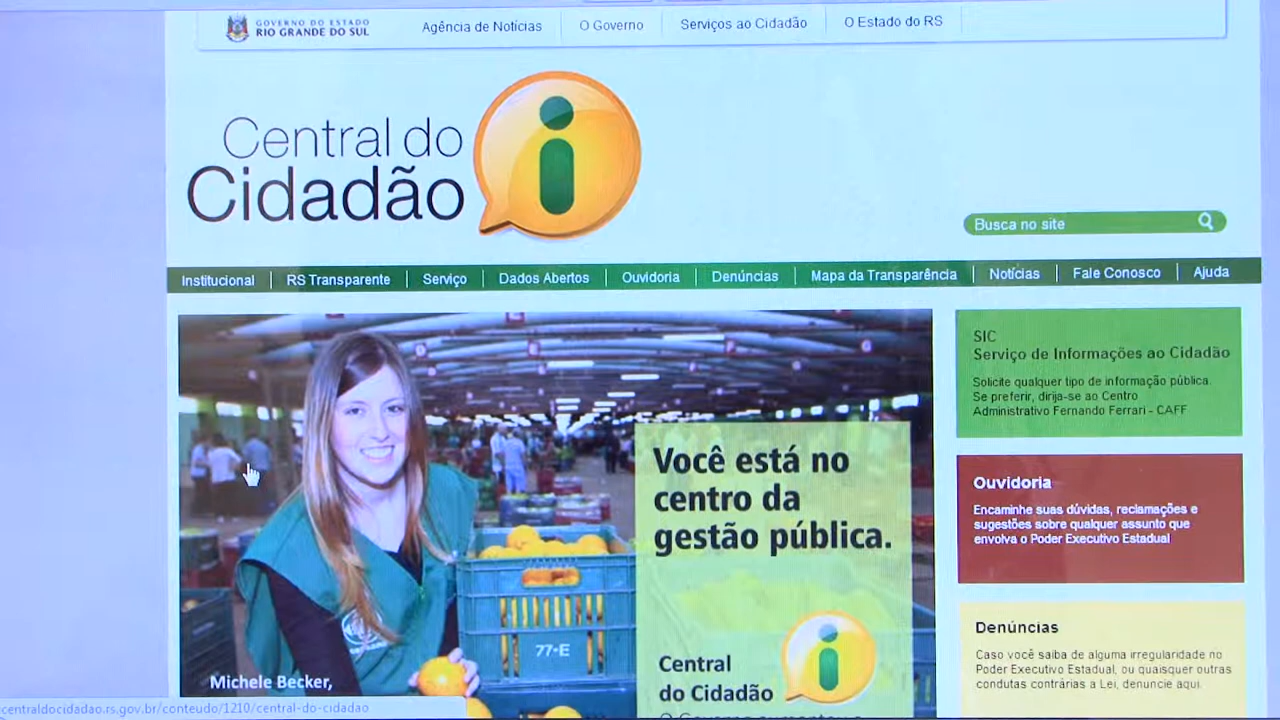 GOVERNO DO ESTADO
RIO GRANDE DO SUL
Agência de Notícias
O Governo
Serviços ao Cidadão
O Estado do RS
Central do
Cidadão
i
Busca no site
Institucional
RS Transparente
Serviço
Dados Abertos
Ouvidoria
Denúncias
Mapa da Transparência
Notícias
Fale Conosco
Ajuda
Você está no
centro da
gestão pública.
77-E
Central
do Cidadão
i
Michele Becker,
SIC
Serviço de Informações ao Cidadão
Solicite qualquer tipo de informação pública.
Se preferir, dirija-se ao Centro
Administrativo Fernando Ferrari - CAFF
Ouvidoria
Encaminhe suas dúvidas, reclamações e
sugestões sobre qualquer assunto que
envolva o Poder Executivo Estadual
Denúncias
Caso você saiba de alguma irregularidade no
Poder Executivo Estadual, ou quaisquer outras
condutas contrárias a Lei, denuncie aqui.
centraldocidadao.rs.gov.br/conteudo/1210/central-do-cidadao